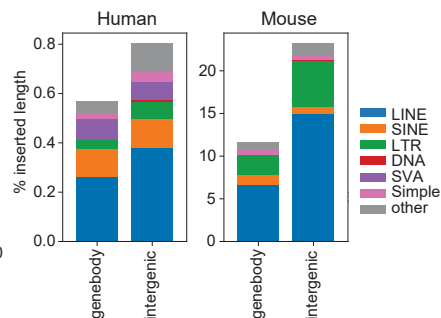 Human
Mouse
% inserted length
0.8
0.6
0.4
0.2
0.0
20
15
10
5
0
genebody
intergenic
genebody
intergenic
LINE
SINE
LTR
DNA
SVA
Simple
other